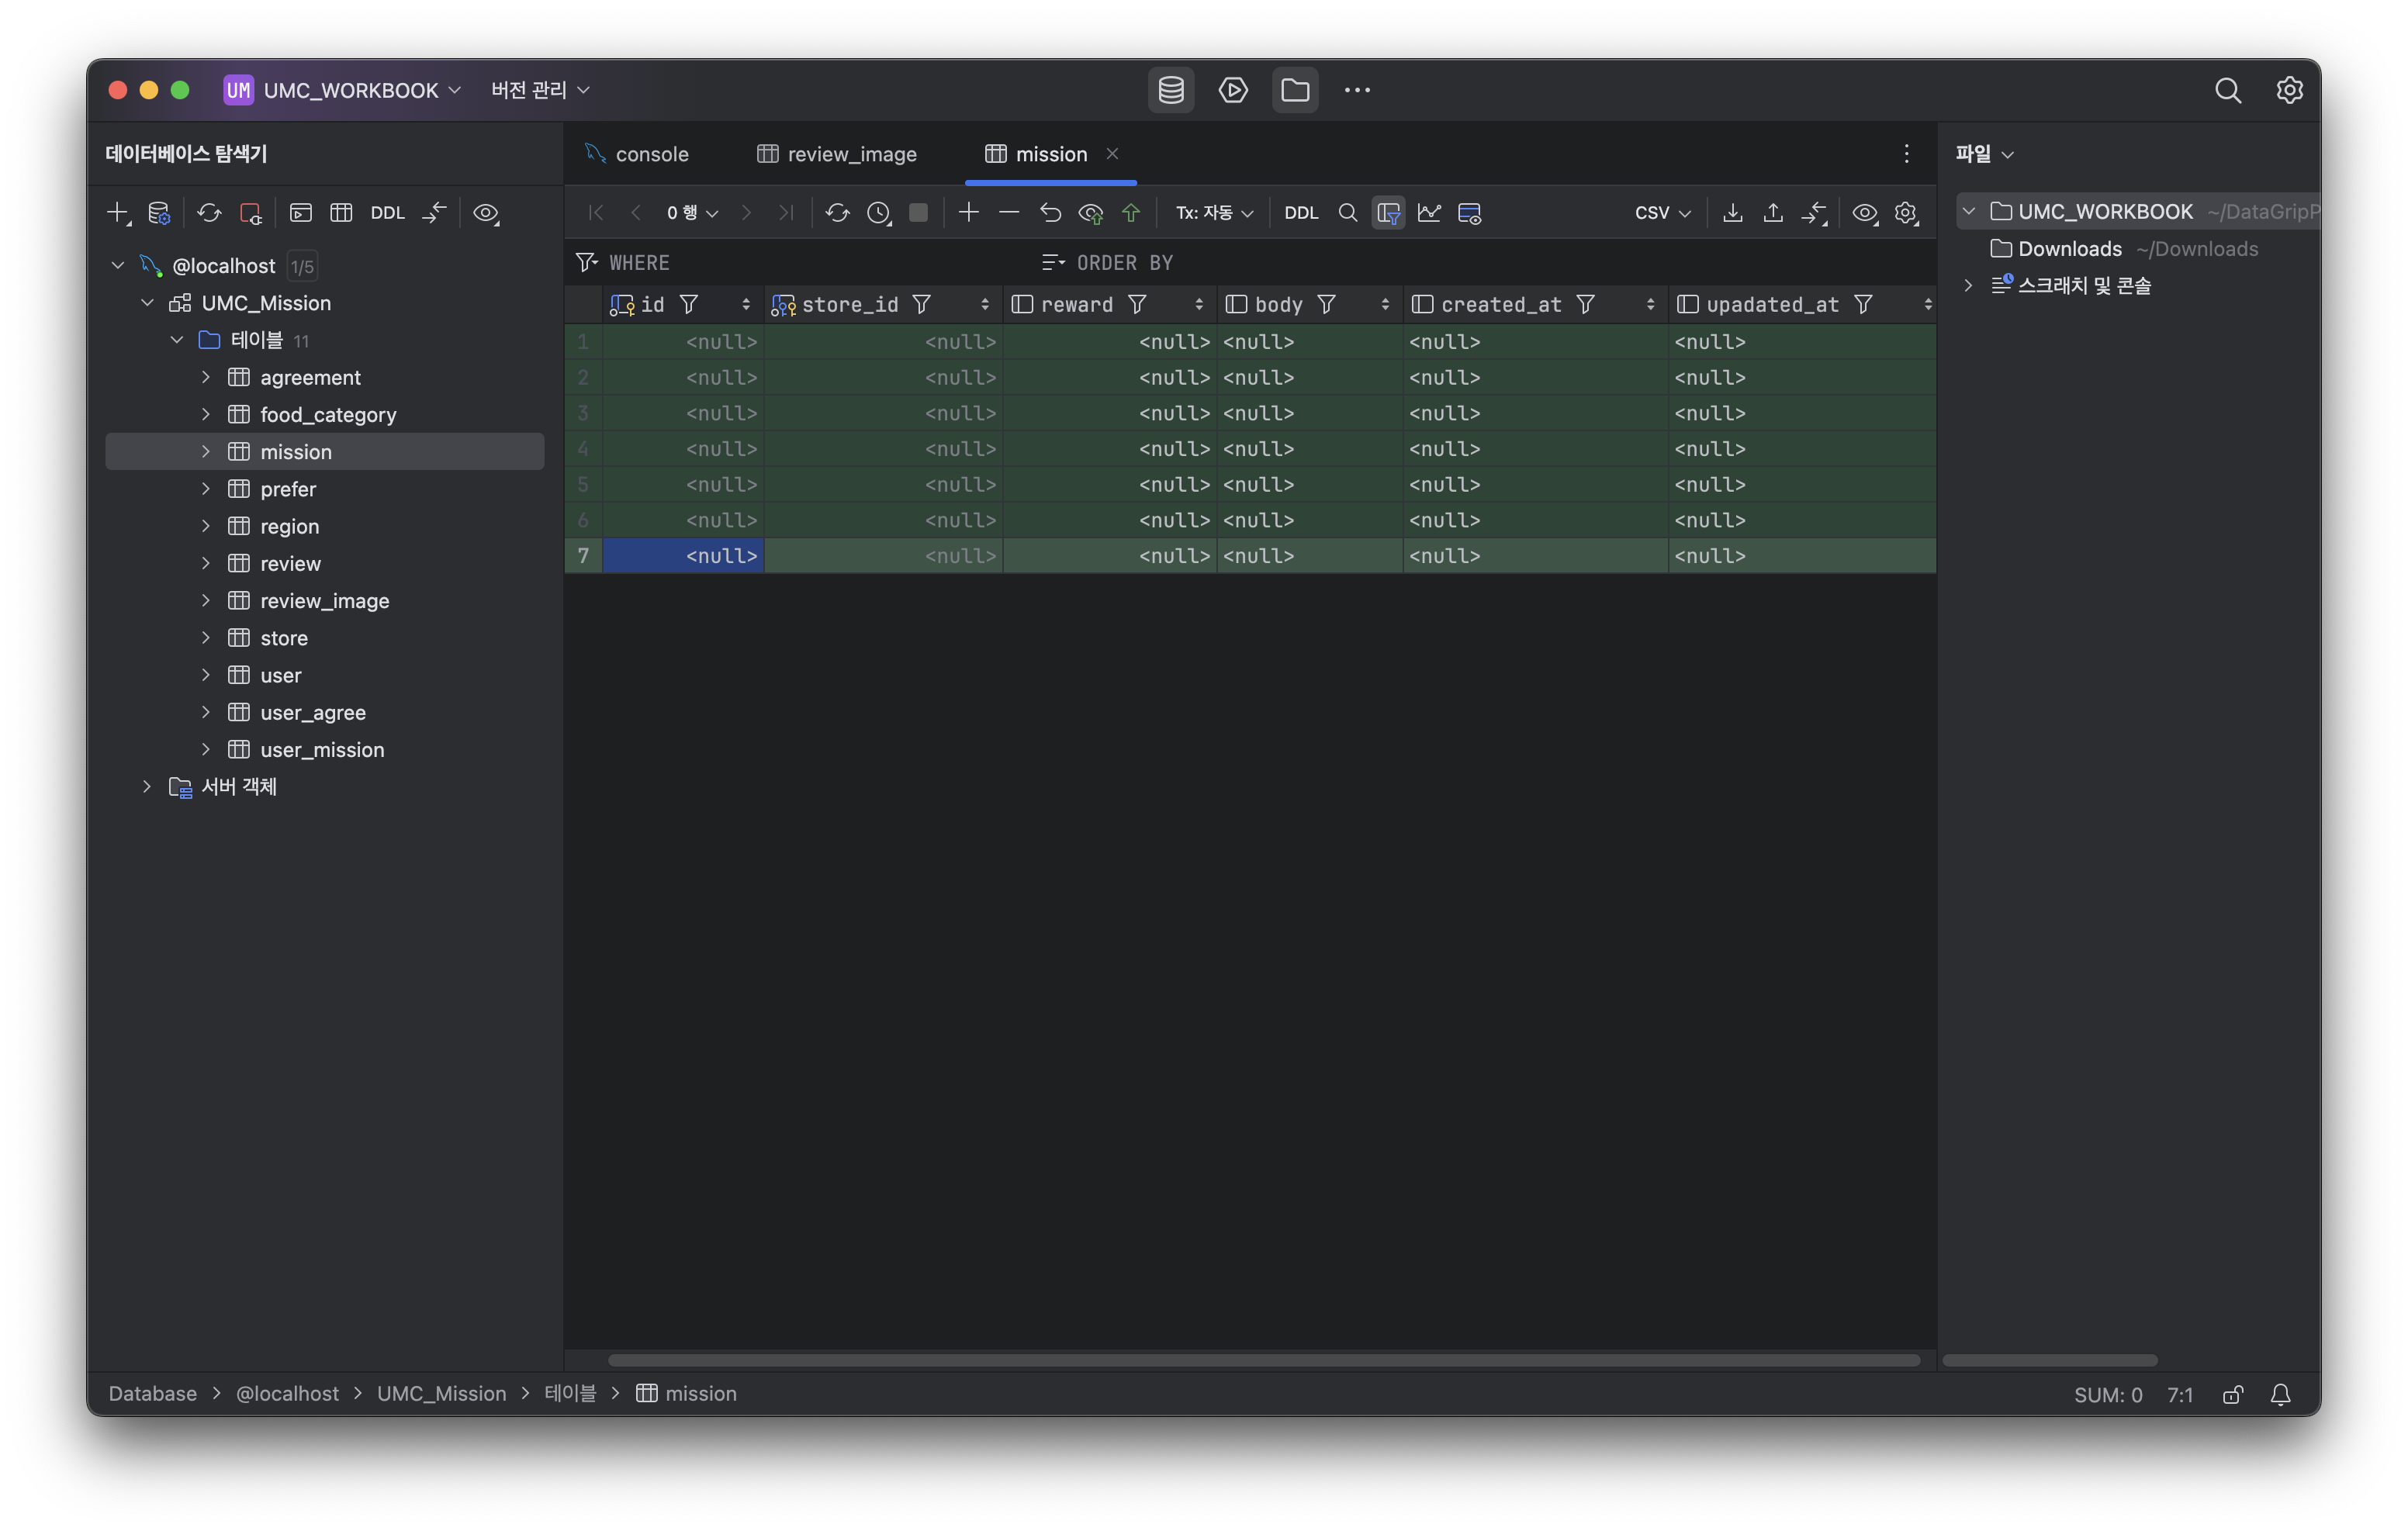 UM UMC_WORKBOOK 버전 관리
데이터베이스 탐색기
DDL
@localhost 1/5
UMC_Mission
테이블 11
agreement
food_category
mission
prefer
region
review
review_image
store
user
user_agree
user_mission
서버 객체
console review_image mission
0 행 Tx: 자동 DDL CSV
WHERE ORDER BY
id store_id reward body created_at upadated_at
1 <null> <null> <null> <null> <null> <null>
2 <null> <null> <null> <null> <null> <null>
3 <null> <null> <null> <null> <null> <null>
4 <null> <null> <null> <null> <null> <null>
5 <null> <null> <null> <null> <null> <null>
6 <null> <null> <null> <null> <null> <null>
7 <null> <null> <null> <null> <null> <null>
파일
UMC_WORKBOOK ~/DataGripP
Downloads ~/Downloads
스크래치 및 콘솔
Database > @localhost > UMC_Mission > 테이블 > mission
SUM: 0 7:1